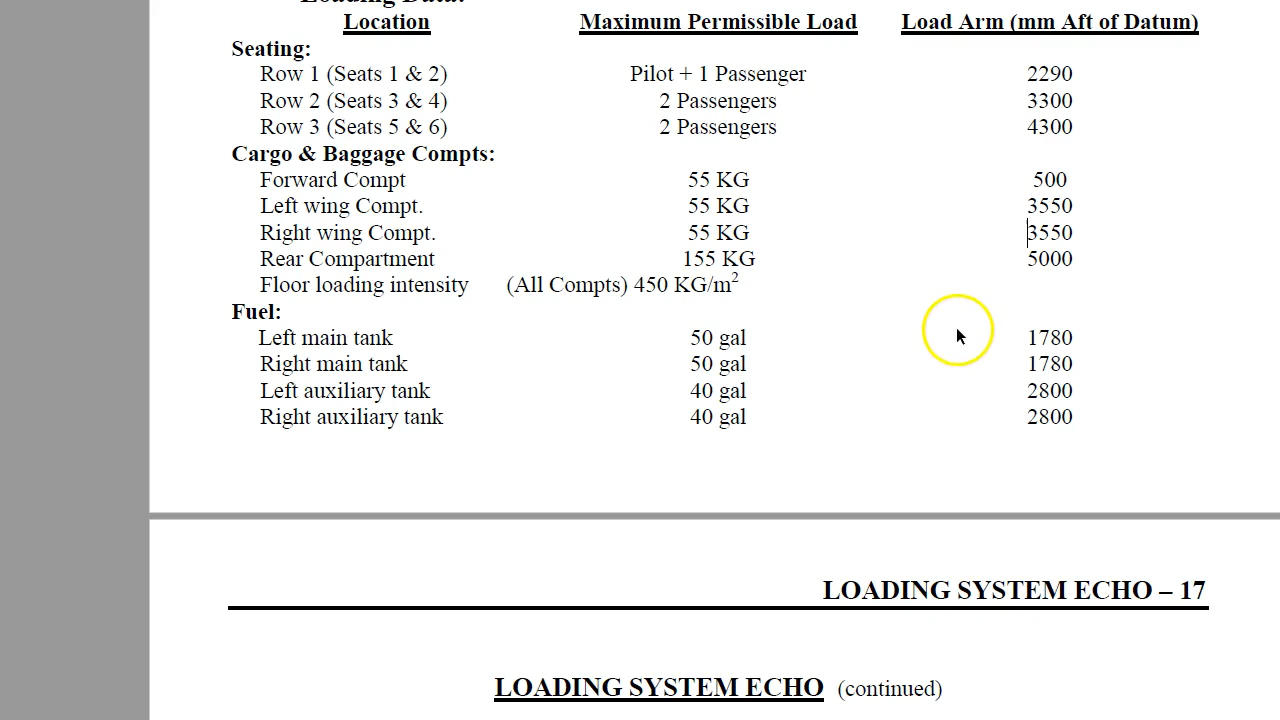 Loading Data:
Location Maximum Permissible Load Load Arm (mm Aft of Datum)
Seating:
Row 1 (Seats 1 & 2) Pilot + 1 Passenger 2290
Row 2 (Seats 3 & 4) 2 Passengers 3300
Row 3 (Seats 5 & 6) 2 Passengers 4300
Cargo & Baggage Compts:
Forward Compt 55 KG 500
Left wing Compt. 55 KG 3550
Right wing Compt. 55 KG 3550
Rear Compartment 155 KG 5000
Floor loading intensity (All Compts) 450 KG/m²
Fuel:
Left main tank 50 gal 1780
Right main tank 50 gal 1780
Left auxiliary tank 40 gal 2800
Right auxiliary tank 40 gal 2800
LOADING SYSTEM ECHO – 17
LOADING SYSTEM ECHO (continued)